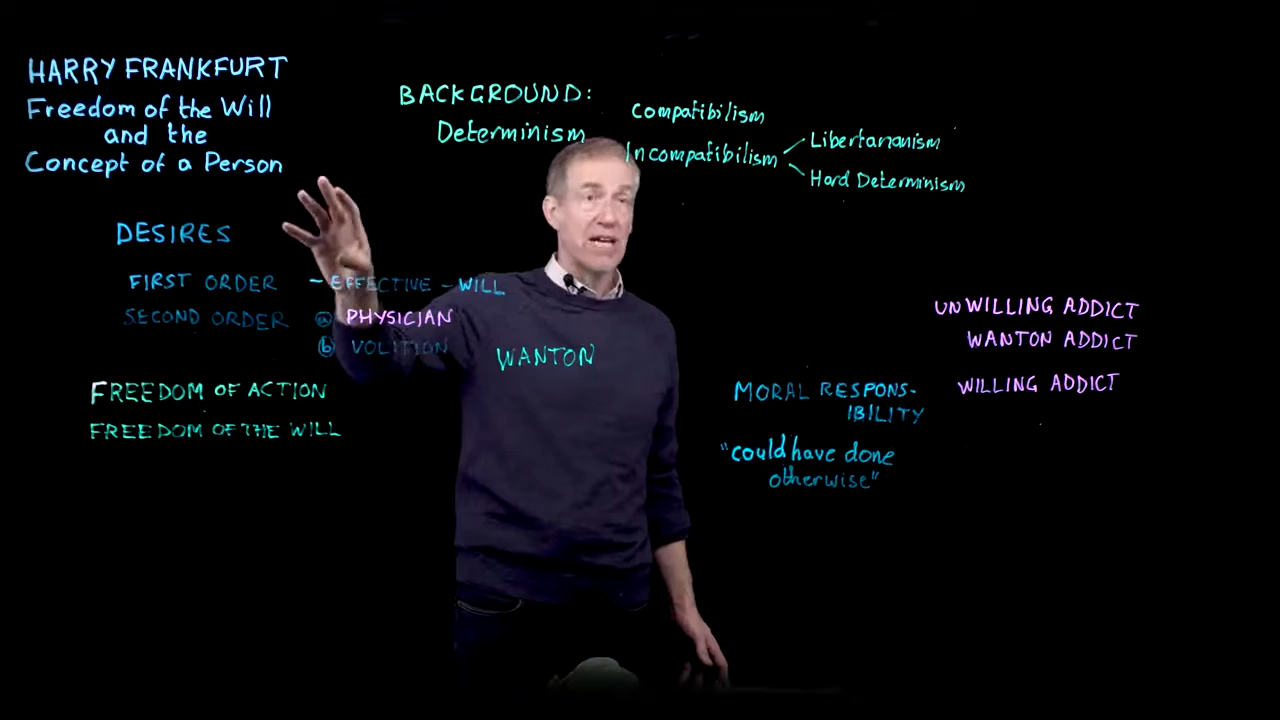 HARRY FRANKFURT
Freedom of the Will
and the
Concept of a Person
BACKGROUND:
Determinism
Compatibilism
Incompatibilism
Libertarianism
Hard Determinism
DESIRES
FIRST ORDER - EFFECTIVE - WILL
SECOND ORDER ⓐ PHYSICIAN
ⓑ VOLITION
WANTON
FREEDOM OF ACTION
FREEDOM OF THE WILL
MORAL RESPONS-
IBILITY
"could have done
otherwise"
UNWILLING ADDICT
WANTON ADDICT
WILLING ADDICT